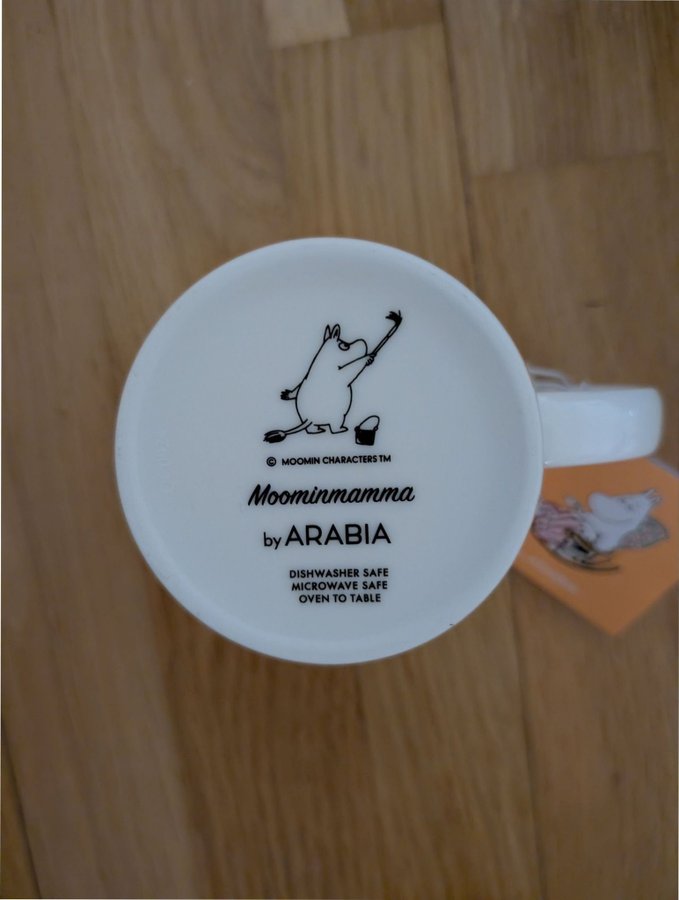 © MOOMIN CHARACTERS TM
Moominmamma
by ARABIA
DISHWASHER SAFE
MICROWAVE SAFE
OVEN TO TABLE